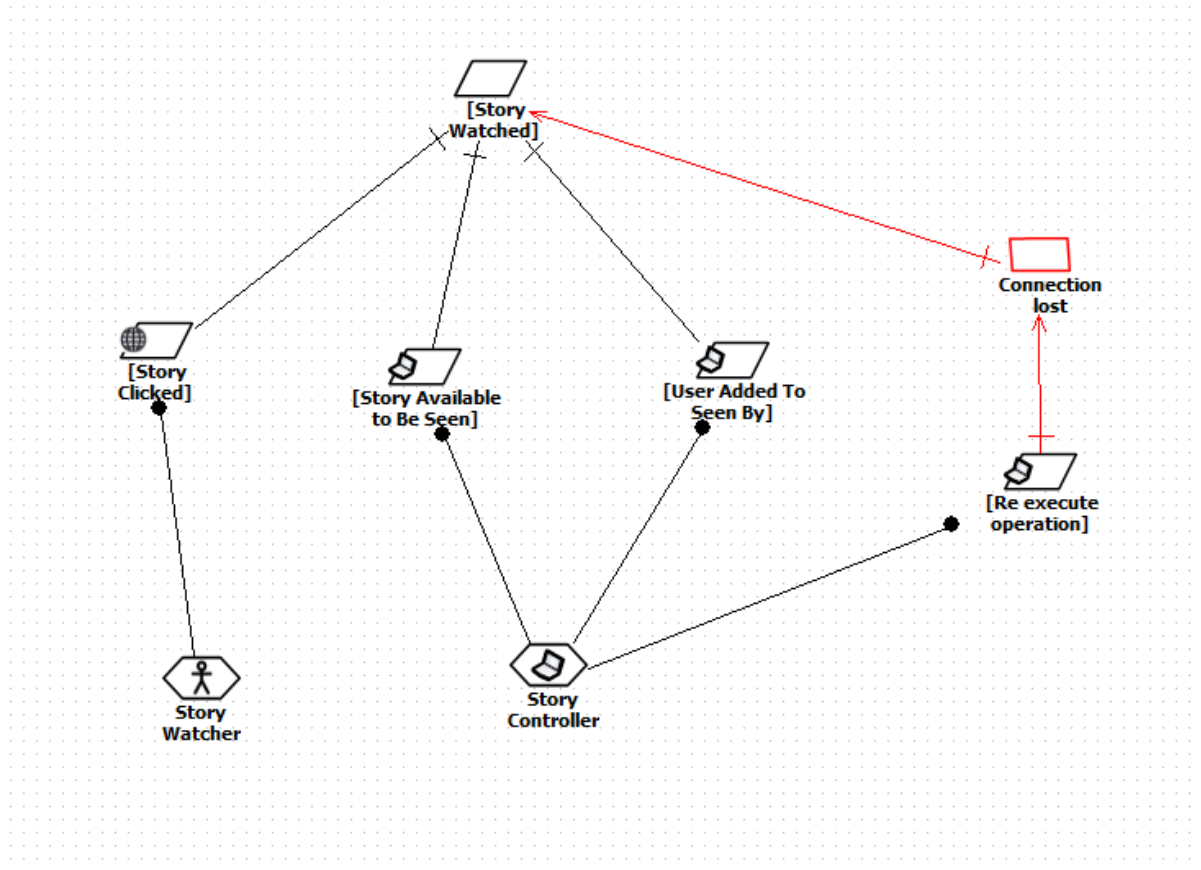 [Story
Watched]
Connection
lost
[Story
Clicked]
[Story Available
to Be Seen]
[User Added To
Seen By]
[Re execute
operation]
Story
Watcher
Story
Controller